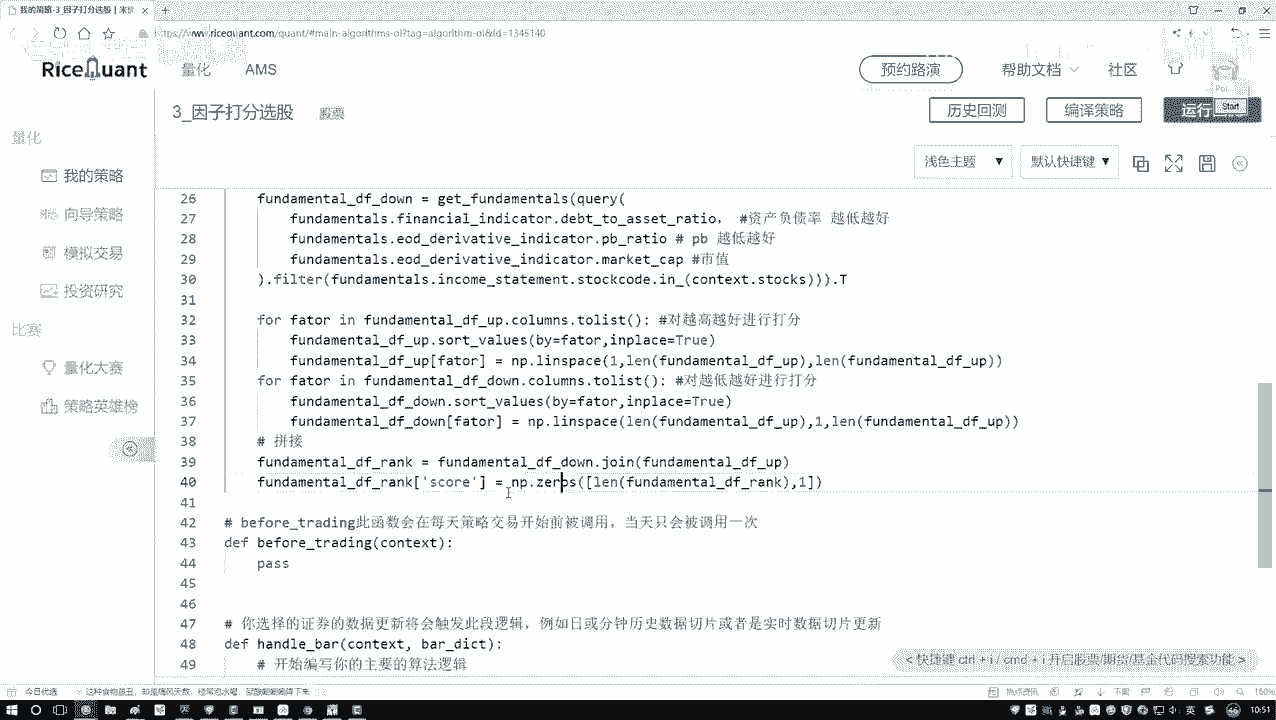 我的策略-3_因子打分选股
www.ricequant.com/quant/#main-algorithms-ol?tag=algorithm-ol&id=1345140
RiceQuant 量化 AMS 预约路演 帮助文档 社区
3_因子打分选股 股票 历史回测 编译策略 运行 Start
量化
浅色主题 ▼ 默认快捷键 ▼
我的策略
向导策略
模拟交易
投资研究
比赛
量化大赛
策略英雄榜
26 fundamental_df_down = get_fundamentals(query(
27 fundamentals.financial_indicator.debt_to_asset_ratio， #资产负债率 越低越好
28 fundamentals.eod_derivative_indicator.pb_ratio # pb 越低越好
29 fundamentals.eod_derivative_indicator.market_cap #市值
30 ).filter(fundamentals.income_statement.stockcode.in_(context.stocks))).T
31
32 for fator in fundamental_df_up.columns.tolist(): #对越高越好进行打分
33 fundamental_df_up.sort_values(by=fator,inplace=True)
34 fundamental_df_up[fator] = np.linspace(1,len(fundamental_df_up),len(fundamental_df_up))
35 for fator in fundamental_df_down.columns.tolist(): #对越低越好进行打分
36 fundamental_df_down.sort_values(by=fator,inplace=True)
37 fundamental_df_down[fator] = np.linspace(len(fundamental_df_up),1,len(fundamental_df_up))
38 # 拼接
39 fundamental_df_rank = fundamental_df_down.join(fundamental_df_up)
40 fundamental_df_rank['score'] = np.zeros([len(fundamental_df_rank),1])
41
42 # before_trading此函数会在每天策略交易开始前被调用，当天只会被调用一次
43 def before_trading(context):
44 pass
45
46
47 # 你选择的证券的数据更新将会触发此段逻辑，例如日或分钟历史数据切片或者是实时数据切片更新
48 def handle_bar(context, bar_dict):
49 # 开始编写你的主要的算法逻辑
< 快捷键 ctrl + i / cmd + i 开启股票/期货/基金代码搜索功能 >
今日优选 热点资讯 下载 160%
英 10:51